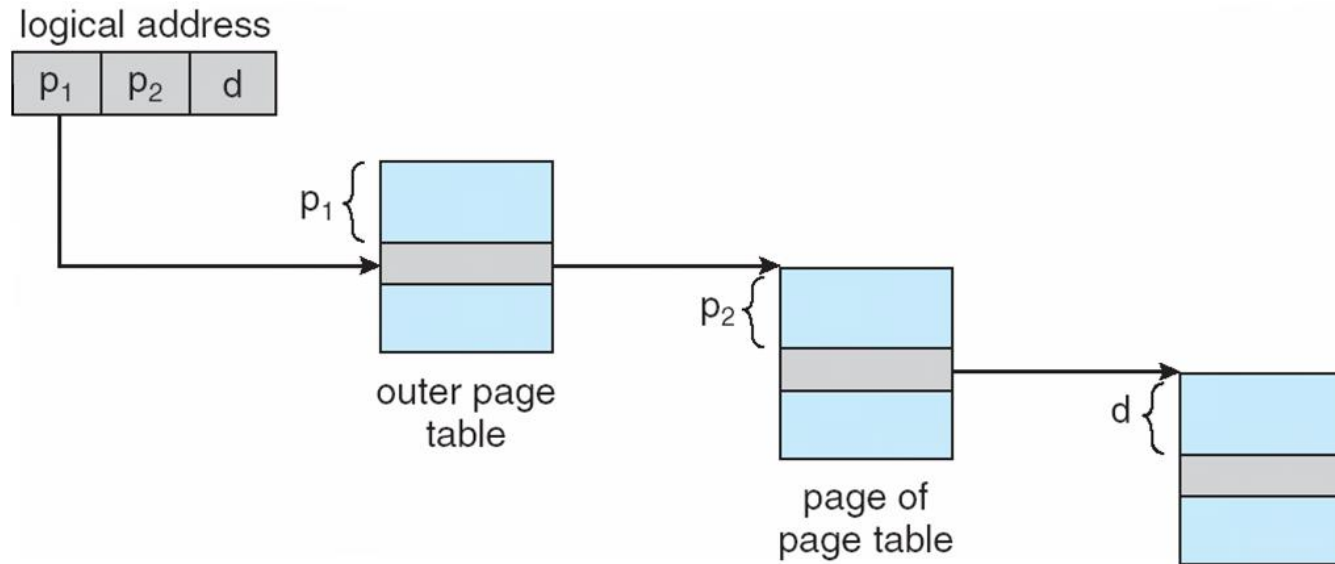 logical address
p₁ p₂ d
p₁
outer page
table
p₂
page of
page table
d